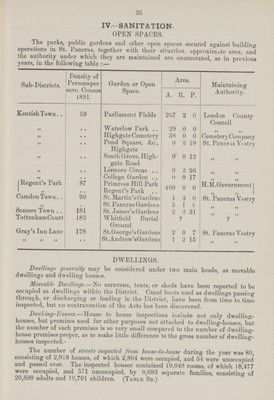 35
IV—SANITATION.
OPEN SPACES.
The parks, public gardens and other open spaces secured against building
operations in St. Pancras, together with their situation, approximate area, and
the authority under which they are maintained are enumerated, as in previous
years, in the following table :—
Sub-Districts. Density of Personsper acre. Census 1891. Garden or Open Space. Area. A. R. P. Maintaining Authority.
Kentish Town.. 59 Parliament Fields 267 2 0 London County Council
„ .. Waterlow Park .. 29 0 0 „ „
„ .. Highgate Cemetery 38 0 0 Cemetery Company
„ .. Pond Square, &c., Highgate 0 3 28 St. Pancras Vestry
„ .. South Grove, Highgate Road 0 0 12 „ „
„ .. Lismore Circus .. 0 2 20 „ „
„ .. College Garden .. 0 0 17 „ „
Regent's Park 87 Primrose Hill Park Regent's Park .. 400 0 0 H.M. Government
Camden Town.. 90 St. Martin's Gardens 1 3 0 St. Pancras Vestry
„ .. St. Pancras Gardens 5 1 „ „
Somers Town .. 181 St. James's Gardens 2 2 31 „ „
Tottenham Court 183 Whitfield Burial Ground ? ?
Gray's Inn Lane 178 St. George's Gardens 2 0 7 St. Pancras Vestry
„ „ „ .. St. Andrew's Gardens 1 2 15 „ „
DWELLINGS.
Dwellings generally may be considered under two main heads, as movable
dwellings and dwelling houses.
Movable Dwellings.—No caravans, tents, or sheds have been reported to be
occupied as dwellings within the District. Canal boats used as dwellings passing
through, or discharging or loading in the District, have been from time to time
inspected, but no contravention of the Acts has been discovered.
Dwelling-Houses.—House to house inspections include not only dwelling-
houses, but premises used for other purposes not attached to dwelling-houses, but
the number of such premises is so very small compared to the number of dwelling-
house premises proper, as to make little difference to the gross number of dwelling-
houses inspected.
The number of streets inspected from house-to-house during the year was 80,
consisting of 2,918 houses, of which 2,864 were occupied, and 54 were unoccupied
and passed over. The inspected houses contained 19,048 rooms, of which 18,477
were occupied, and 571 unoccupied, by 8,693 separate families, consisting of
20,899 adults and 10,701 children. (TABLE 9A.)